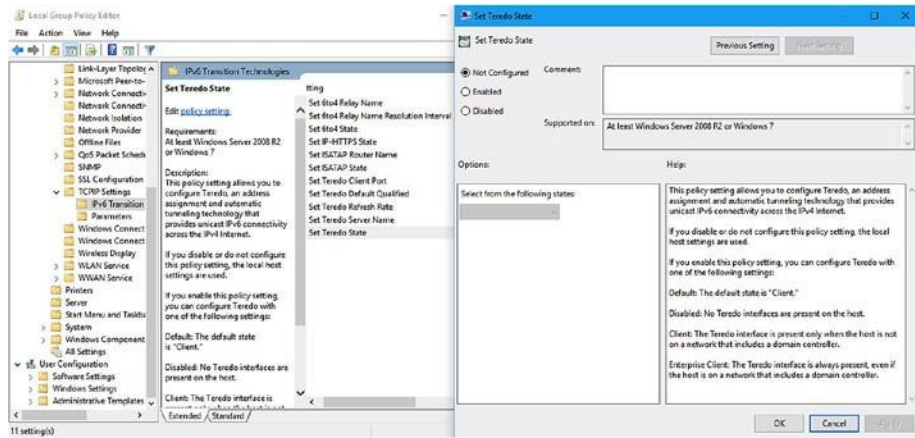 Local Group Policy Editor
File Action View Help
Link-Layer Topolog
Microsoft Peer-to-
Network Connecti
Network Connecti
Network Isolation
Network Provider
Offline Files
QoS Packet Schedu
SNMP
SSL Configuration
TCPIP Settings
IPv6 Transition
Parameters
Windows Connect
Windows Connect
Wireless Display
WLAN Service
WWAN Service
Printers
Server
Start Menu and Taskba
System
Windows Component
All Settings
User Configuration
Software Settings
Windows Settings
Administrative Templates
11 setting(s)
IPv6 Transition Technologies
Set Teredo State
Edit policy setting.
Requirements:
At least Windows Server 2008 R2
or Windows 7
Description:
This policy setting allows you to
configure Teredo, an address
assignment and automatic
tunneling technology that
provides unicast IPv6 connectivity
across the IPv4 Internet.
If you disable or do not configure
this policy setting, the local host
settings are used.
If you enable this policy setting,
you can configure Teredo with
one of the following settings:
Default: The default state
is "Client."
Disabled: No Teredo interfaces are
present on the host.
Client: The Teredo interface is
Extended Standard
tting
Set 6to4 Relay Name
Set 6to4 Relay Name Resolution Interval
Set 6to4 State
Set IP-HTTPS State
Set ISATAP Router Name
Set ISATAP State
Set Teredo Client Port
Set Teredo Default Qualified
Set Teredo Refresh Rate
Set Teredo Server Name
Set Teredo State
Set Teredo State
Set Teredo State
Previous Setting
Next Setting
Not Configured
Enabled
Disabled
Comment:
Supported on:
At least Windows Server 2008 R2 or Windows 7
Options:
Help:
Select from the following states:
This policy setting allows you to configure Teredo, an address
assignment and automatic tunneling technology that provides
unicast IPv6 connectivity across the IPv4 Internet.
If you disable or do not configure this policy setting, the local
host settings are used.
If you enable this policy setting, you can configure Teredo with
one of the following settings:
Default: The default state is "Client."
Disabled: No Teredo interfaces are present on the host.
Client: The Teredo interface is present only when the host is not
on a network that includes a domain controller.
Enterprise Client: The Teredo interface is always present, even if
the host is on a network that includes a domain controller.
OK
Cancel
Apply